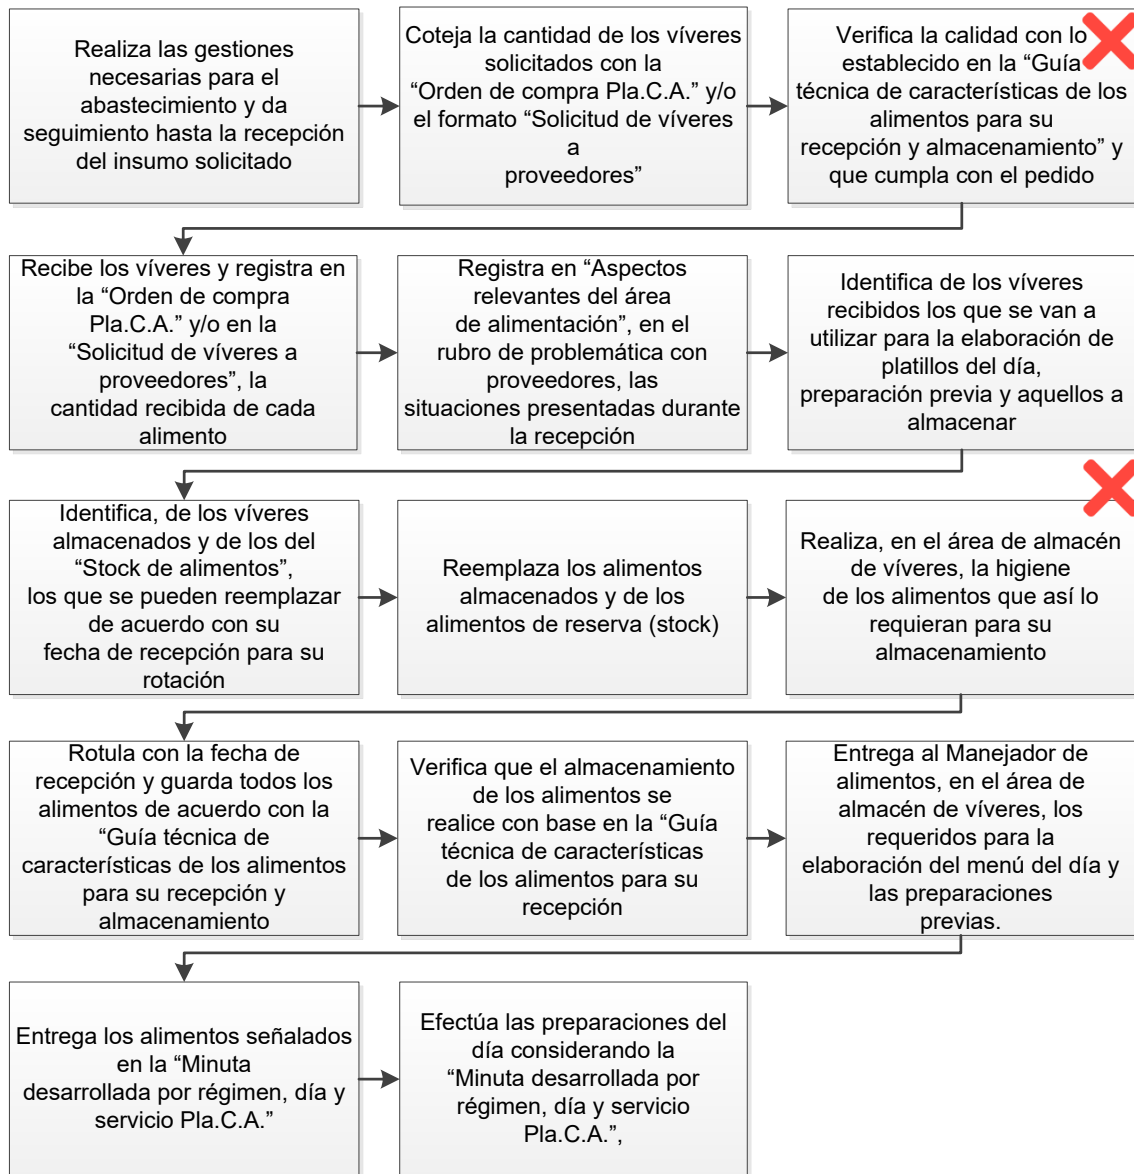 Realiza las gestiones
necesarias para el
abastecimiento y da
seguimiento hasta la recepción
del insumo solicitado
Coteja la cantidad de los víveres
solicitados con la
“Orden de compra Pla.C.A.” y/o
el formato “Solicitud de víveres
a
proveedores”
Verifica la calidad con lo
establecido en la “Guía
técnica de características de los
alimentos para su
recepción y almacenamiento” y
que cumpla con el pedido
Recibe los víveres y registra en
la “Orden de compra
Pla.C.A.” y/o en la
“Solicitud de víveres a
proveedores”, la
cantidad recibida de cada
alimento
Registra en “Aspectos
relevantes del área
de alimentación”, en el
rubro de problemática con
proveedores, las
situaciones presentadas durante
la recepción
Identifica de los víveres
recibidos los que se van a
utilizar para la elaboración de
platillos del día,
preparación previa y aquellos a
almacenar
Identifica, de los víveres
almacenados y de los del
“Stock de alimentos”,
los que se pueden reemplazar
de acuerdo con su
fecha de recepción para su
rotación
Reemplaza los alimentos
almacenados y de los
alimentos de reserva (stock)
Realiza, en el área de almacén
de víveres, la higiene
de los alimentos que así lo
requieran para su
almacenamiento
Rotula con la fecha de
recepción y guarda todos los
alimentos de acuerdo con la
“Guía técnica de
características de los alimentos
para su recepción y
almacenamiento
Verifica que el almacenamiento
de los alimentos se
realice con base en la “Guía
técnica de características
de los alimentos para su
recepción
Entrega al Manejador de
alimentos, en el área de
almacén de víveres, los
requeridos para la
elaboración del menú del día y
las preparaciones
previas.
Entrega los alimentos señalados
en la “Minuta
desarrollada por régimen, día y
servicio Pla.C.A.”
Efectúa las preparaciones del
día considerando la
“Minuta desarrollada por
régimen, día y servicio
Pla.C.A.”,